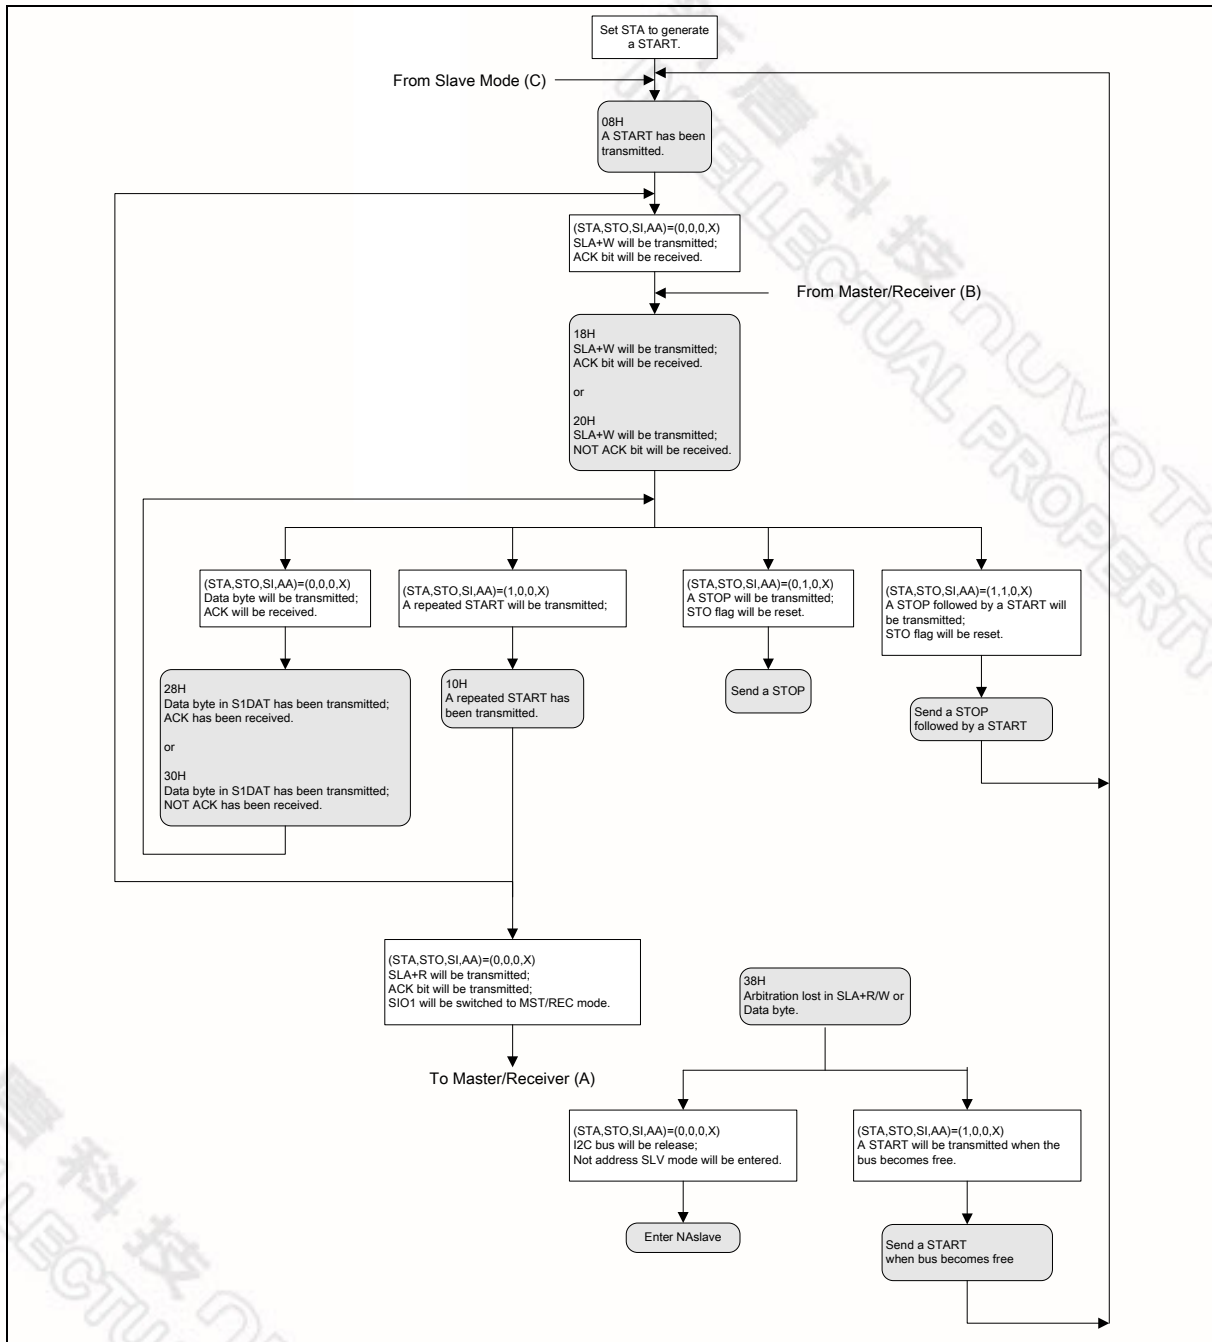 Set STA to generate
a START.
From Slave Mode (C)
08H
A START has been
transmitted.
(STA,STO,SI,AA)=(0,0,0,X)
SLA+W will be transmitted;
ACK bit will be received.
From Master/Receiver (B)
18H
SLA+W will be transmitted;
ACK bit will be received.
or
20H
SLA+W will be transmitted;
NOT ACK bit will be received.
(STA,STO,SI,AA)=(0,0,0,X)
Data byte will be transmitted;
ACK will be received.
(STA,STO,SI,AA)=(1,0,0,X)
A repeated START will be transmitted;
(STA,STO,SI,AA)=(0,1,0,X)
A STOP will be transmitted;
STO flag will be reset.
(STA,STO,SI,AA)=(1,1,0,X)
A STOP followed by a START will
be transmitted;
STO flag will be reset.
28H
Data byte in S1DAT has been transmitted;
ACK has been received.
or
30H
Data byte in S1DAT has been transmitted;
NOT ACK has been received.
10H
A repeated START has
been transmitted.
Send a STOP
Send a STOP
followed by a START
(STA,STO,SI,AA)=(0,0,0,X)
SLA+R will be transmitted;
ACK bit will be transmitted;
SIO1 will be switched to MST/REC mode.
To Master/Receiver (A)
38H
Arbitration lost in SLA+R/W or
Data byte.
(STA,STO,SI,AA)=(0,0,0,X)
I2C bus will be release;
Not address SLV mode will be entered.
(STA,STO,SI,AA)=(1,0,0,X)
A START will be transmitted when the
bus becomes free.
Enter NAslave
Send a START
when bus becomes free
唐科技 nuvoTo
INTELLECTUAL PROPERTY